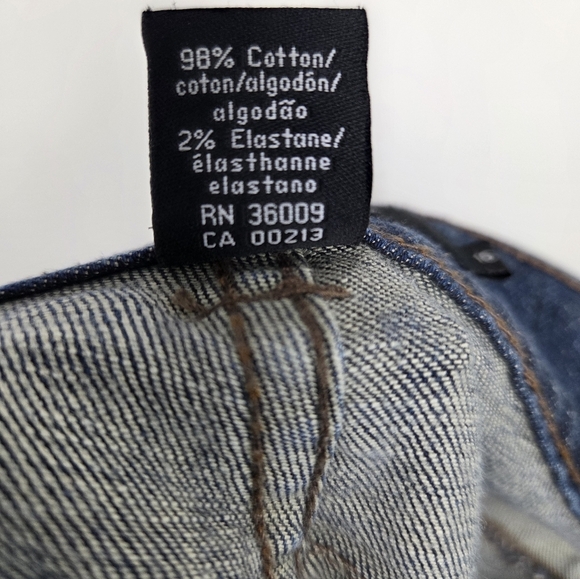 98% Cotton/
coton/algodón/
algodão
2% Elastane/
élasthanne
elastano
RN 36009
CA 00213